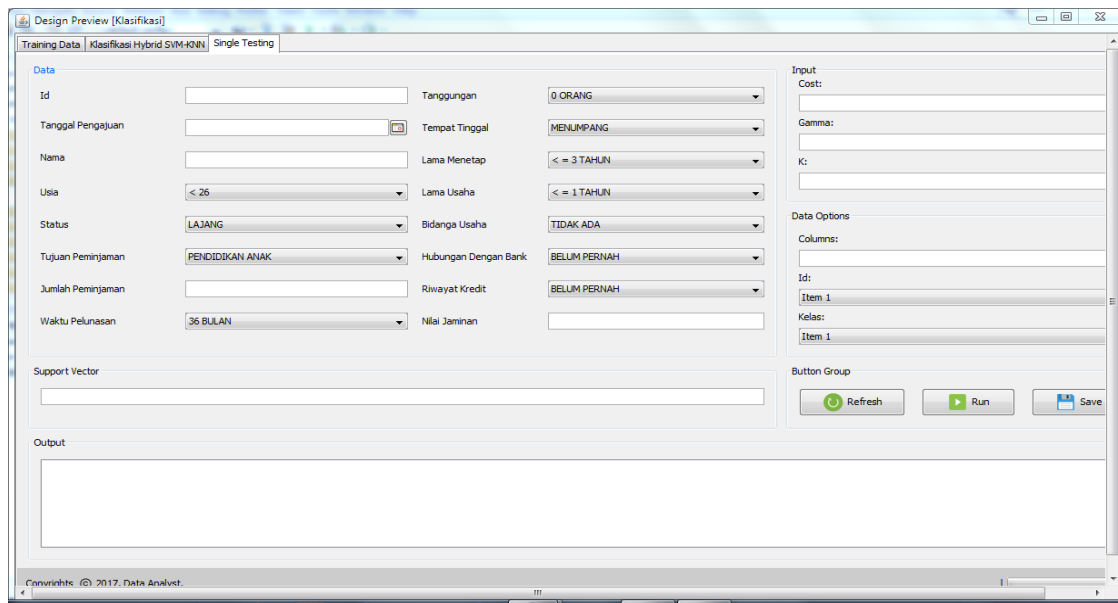 Design Preview [Klasifikasi]
Training Data
Klasifikasi Hybrid SVM-KNN
Single Testing
Data
Id
Tanggal Pengajuan
Nama
Usia
< 26
Status
LAJANG
Tujuan Peminjaman
PENDIDIKAN ANAK
Jumlah Peminjaman
Waktu Pelunasan
36 BULAN
Tanggungan
0 ORANG
Tempat Tinggal
MENUMPANG
Lama Menetap
< = 3 TAHUN
Lama Usaha
< = 1 TAHUN
Bidanga Usaha
TIDAK ADA
Hubungan Dengan Bank
BELUM PERNAH
Riwayat Kredit
BELUM PERNAH
Nilai Jaminan
Input
Cost:
Gamma:
K:
Data Options
Columns:
Id:
Item 1
Kelas:
Item 1
Support Vector
Button Group
Refresh
Run
Save
Output
Copyrights © 2017. Data Analyst.